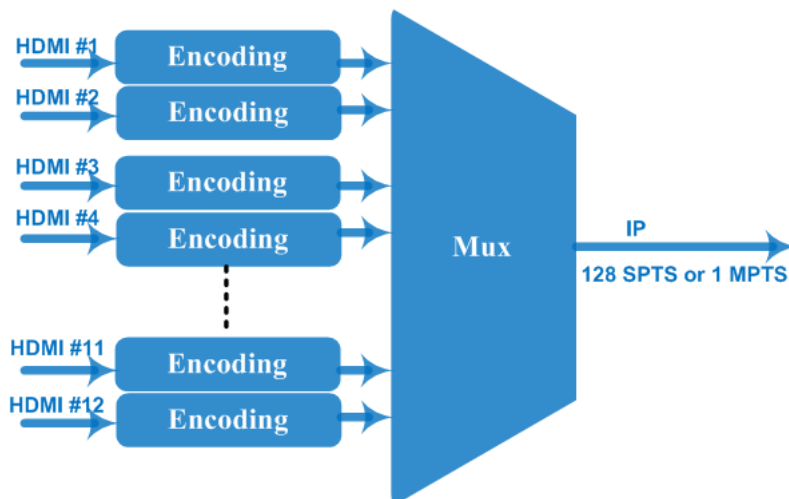 HDMI #1
Encoding
HDMI #2
Encoding
HDMI #3
Encoding
HDMI #4
Encoding
HDMI #11
Encoding
HDMI #12
Encoding
Mux
IP
128 SPTS or 1 MPTS